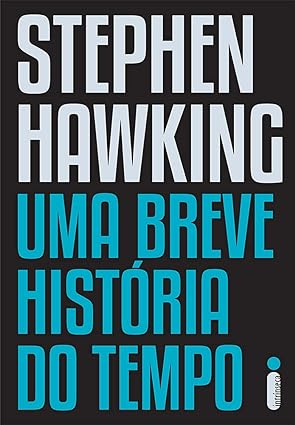 STEPHEN
HAWKING
UMA BREVE
HISTÓRIA
DO TEMPO
intrínseca